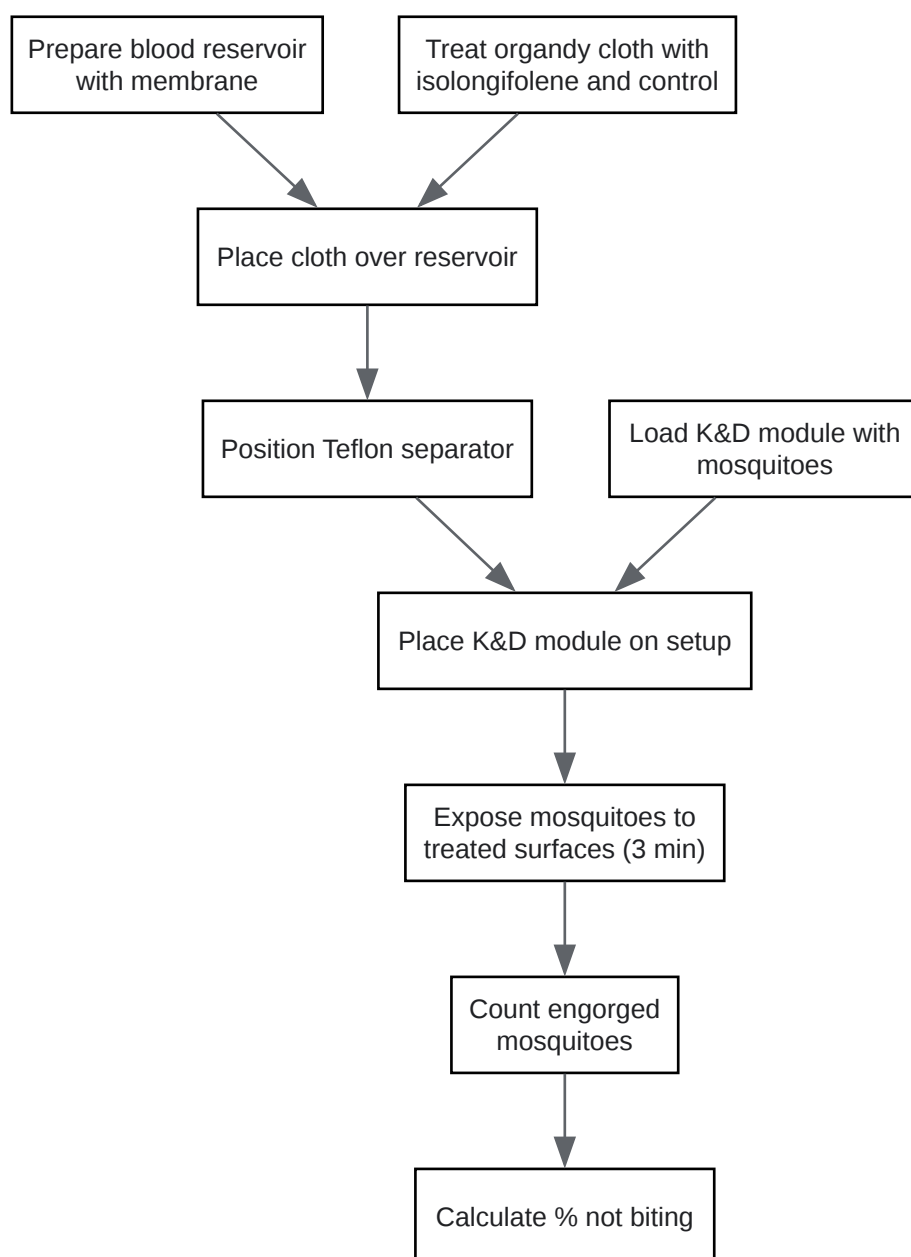 Prepare blood reservoir
with membrane
Treat organdy cloth with
isolongifolene and control
Place cloth over reservoir
Position Teflon separator
Load K&D module with
mosquitoes
Place K&D module on setup
Expose mosquitoes to
treated surfaces (3 min)
Count engorged
mosquitoes
Calculate % not biting